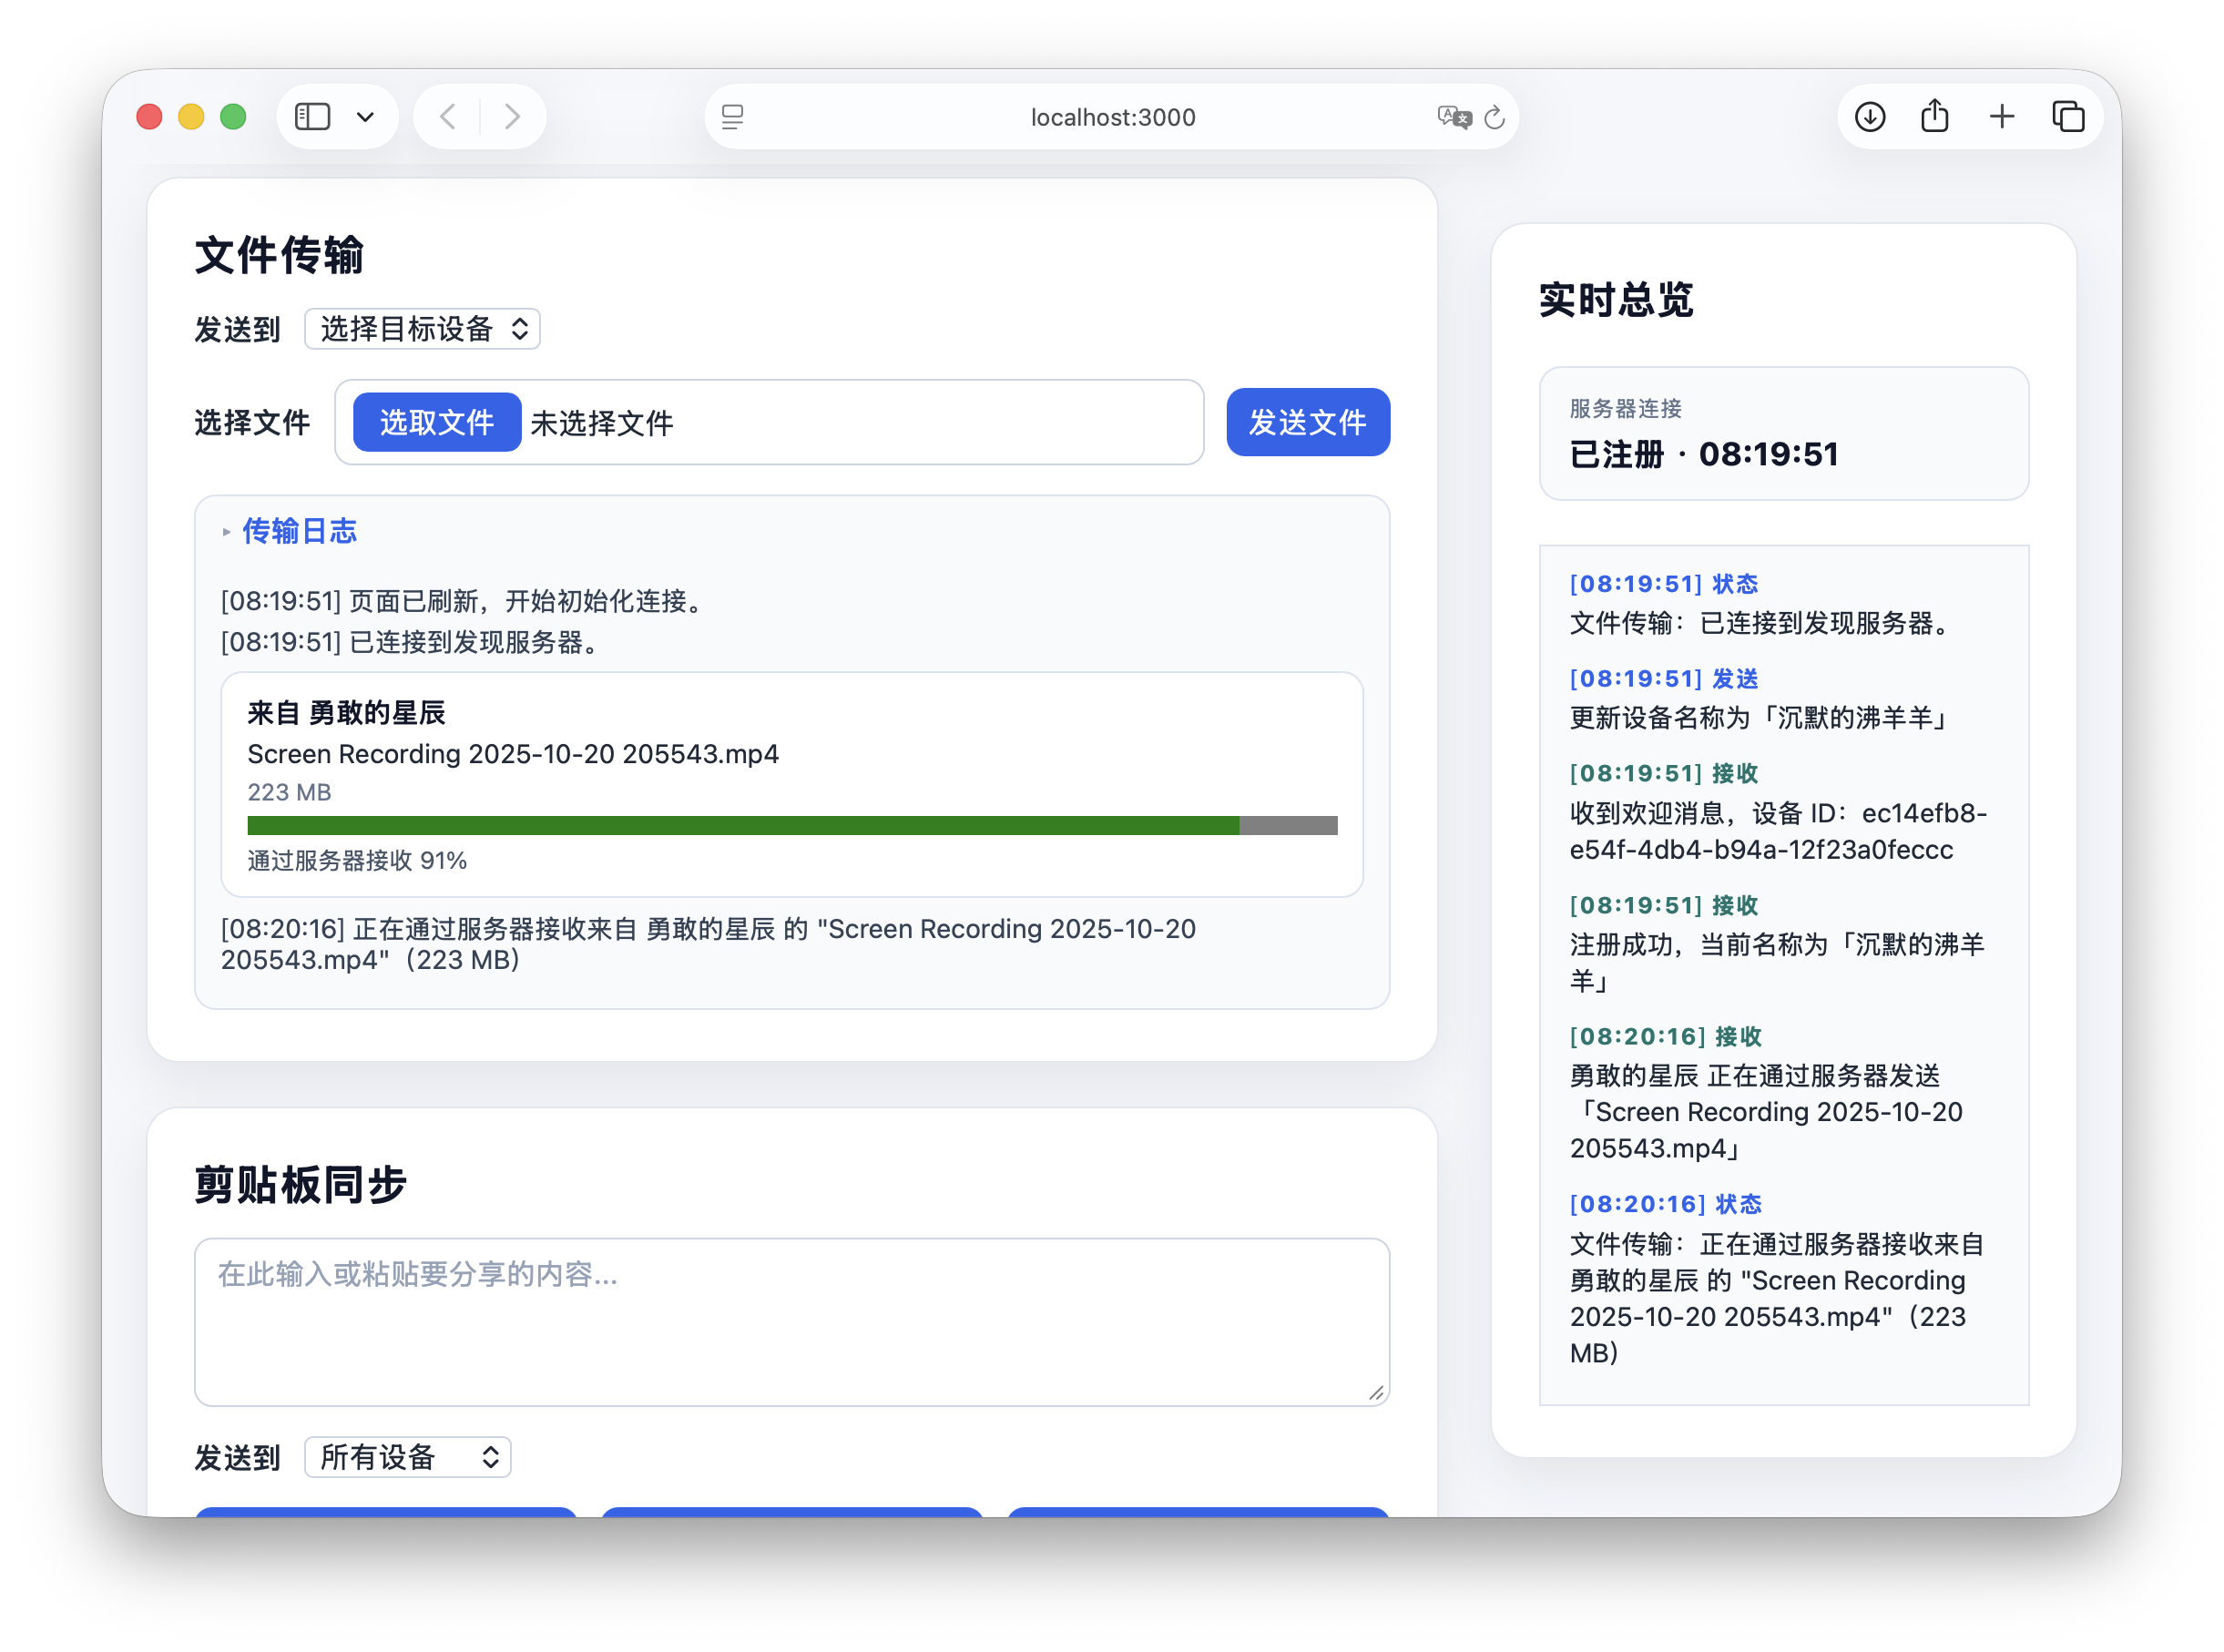 localhost:3000
文件传输
发送到 选择目标设备
选择文件 选取文件 未选择文件 发送文件
传输日志
[08:19:51] 页面已刷新，开始初始化连接。
[08:19:51] 已连接到发现服务器。
来自 勇敢的星辰
Screen Recording 2025-10-20 205543.mp4
223 MB
通过服务器接收 91%
[08:20:16] 正在通过服务器接收来自 勇敢的星辰 的 "Screen Recording 2025-10-20
205543.mp4"（223 MB）
剪贴板同步
在此输入或粘贴要分享的内容...
发送到 所有设备
实时总览
服务器连接
已注册 · 08:19:51
[08:19:51] 状态
文件传输：已连接到发现服务器。
[08:19:51] 发送
更新设备名称为「沉默的沸羊羊」
[08:19:51] 接收
收到欢迎消息，设备 ID：ec14efb8-
e54f-4db4-b94a-12f23a0feccc
[08:19:51] 接收
注册成功，当前名称为「沉默的沸羊
羊」
[08:20:16] 接收
勇敢的星辰 正在通过服务器发送
「Screen Recording 2025-10-20
205543.mp4」
[08:20:16] 状态
文件传输：正在通过服务器接收来自
勇敢的星辰 的 "Screen Recording
2025-10-20 205543.mp4"（223
MB）